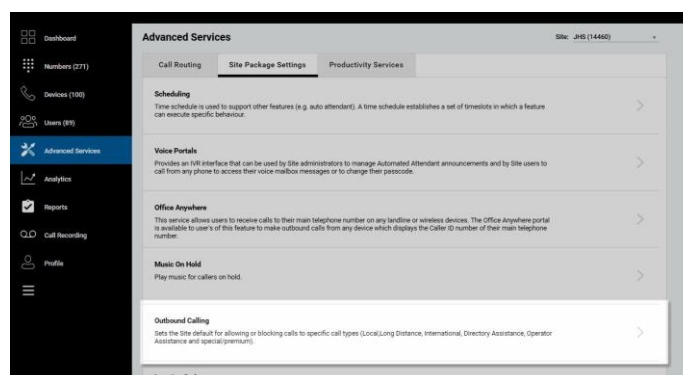 Dashboard
Numbers (271)
Devices (100)
Users (89)
Advanced Services
Analytics
Reports
Call Recording
Profile
Advanced Services
Site: JHS (14460)
Call Routing
Site Package Settings
Productivity Services
Scheduling
Time schedule is used to support other features (e.g. auto attendant). A time schedule establishes a set of timeslots in which a feature
can execute specific behaviour.
Voice Portals
Provides an IVR interface that can be used by Site administrators to manage Automated Attendant announcements and by Site users to
call from any phone to access their voice mailbox messages or to change their passcode.
Office Anywhere
This service allows users to receive calls to their main telephone number on any landline or wireless devices. The Office Anywhere portal
is available to user's of this feature to make outbound calls from any device which displays the Caller ID number of their main telephone
number.
Music On Hold
Play music for callers on hold.
Outbound Calling
Sets the Site default for allowing or blocking calls to specific call types (Local,Long Distance, International, Directory Assistance, Operator
Assistance and special/premium).